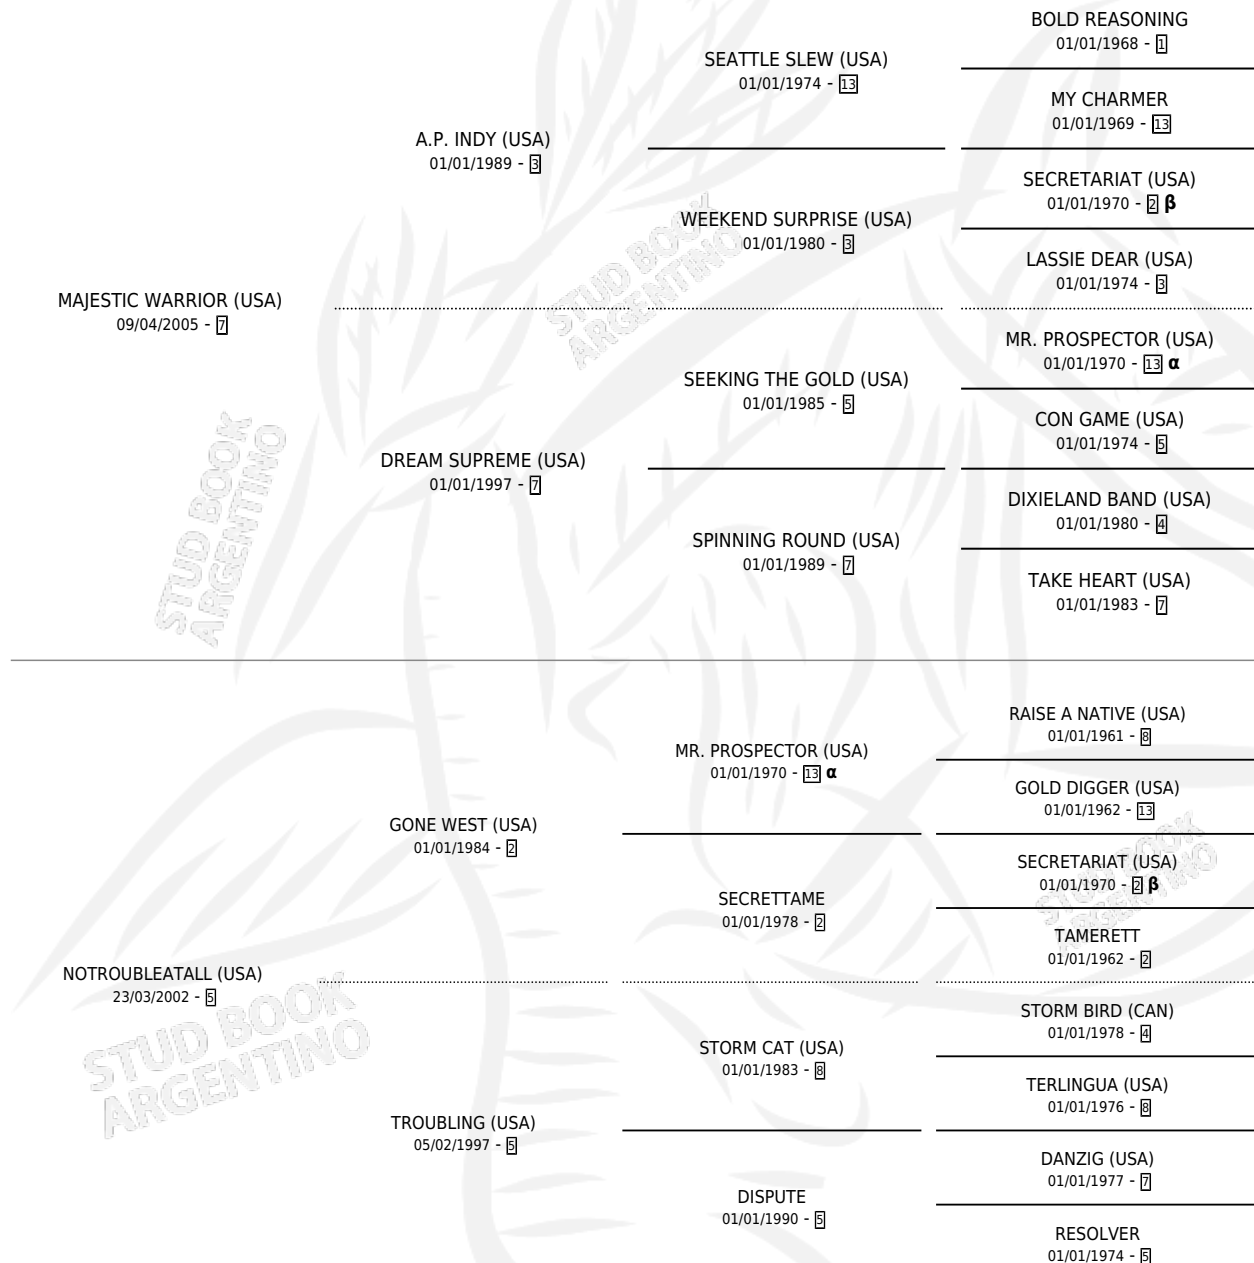 BOLD REASONING
01/01/1968 - 1
SEATTLE SLEW (USA)
01/01/1974 - 13
MY CHARMER
01/01/1969 - 13
A.P. INDY (USA)
01/01/1989 - 3
SECRETARIAT (USA)
01/01/1970 - 2 β
WEEKEND SURPRISE (USA)
01/01/1980 - 3
LASSIE DEAR (USA)
01/01/1974 - 3
MAJESTIC WARRIOR (USA)
09/04/2005 - 7
MR. PROSPECTOR (USA)
01/01/1970 - 13 α
SEEKING THE GOLD (USA)
01/01/1985 - 5
CON GAME (USA)
01/01/1974 - 5
DREAM SUPREME (USA)
01/01/1997 - 7
DIXIELAND BAND (USA)
01/01/1980 - 4
SPINNING ROUND (USA)
01/01/1989 - 7
TAKE HEART (USA)
01/01/1983 - 7
RAISE A NATIVE (USA)
01/01/1961 - 8
MR. PROSPECTOR (USA)
01/01/1970 - 13 α
GOLD DIGGER (USA)
01/01/1962 - 13
GONE WEST (USA)
01/01/1984 - 2
SECRETARIAT (USA)
01/01/1970 - 2 β
SECRETTAME
01/01/1978 - 2
TAMERETT
01/01/1962 - 2
NOTROUBLEATALL (USA)
23/03/2002 - 5
STORM BIRD (CAN)
01/01/1978 - 4
STORM CAT (USA)
01/01/1983 - 8
TERLINGUA (USA)
01/01/1976 - 8
TROUBLING (USA)
05/02/1997 - 5
DANZIG (USA)
01/01/1977 - 7
DISPUTE
01/01/1990 - 5
RESOLVER
01/01/1974 - 5
STUD BOOK
ARGENTINO
STUD BOOK
ARGENTINO
STUD BOOK
ARGENTINO
STUD BOOK
ARGENTINO